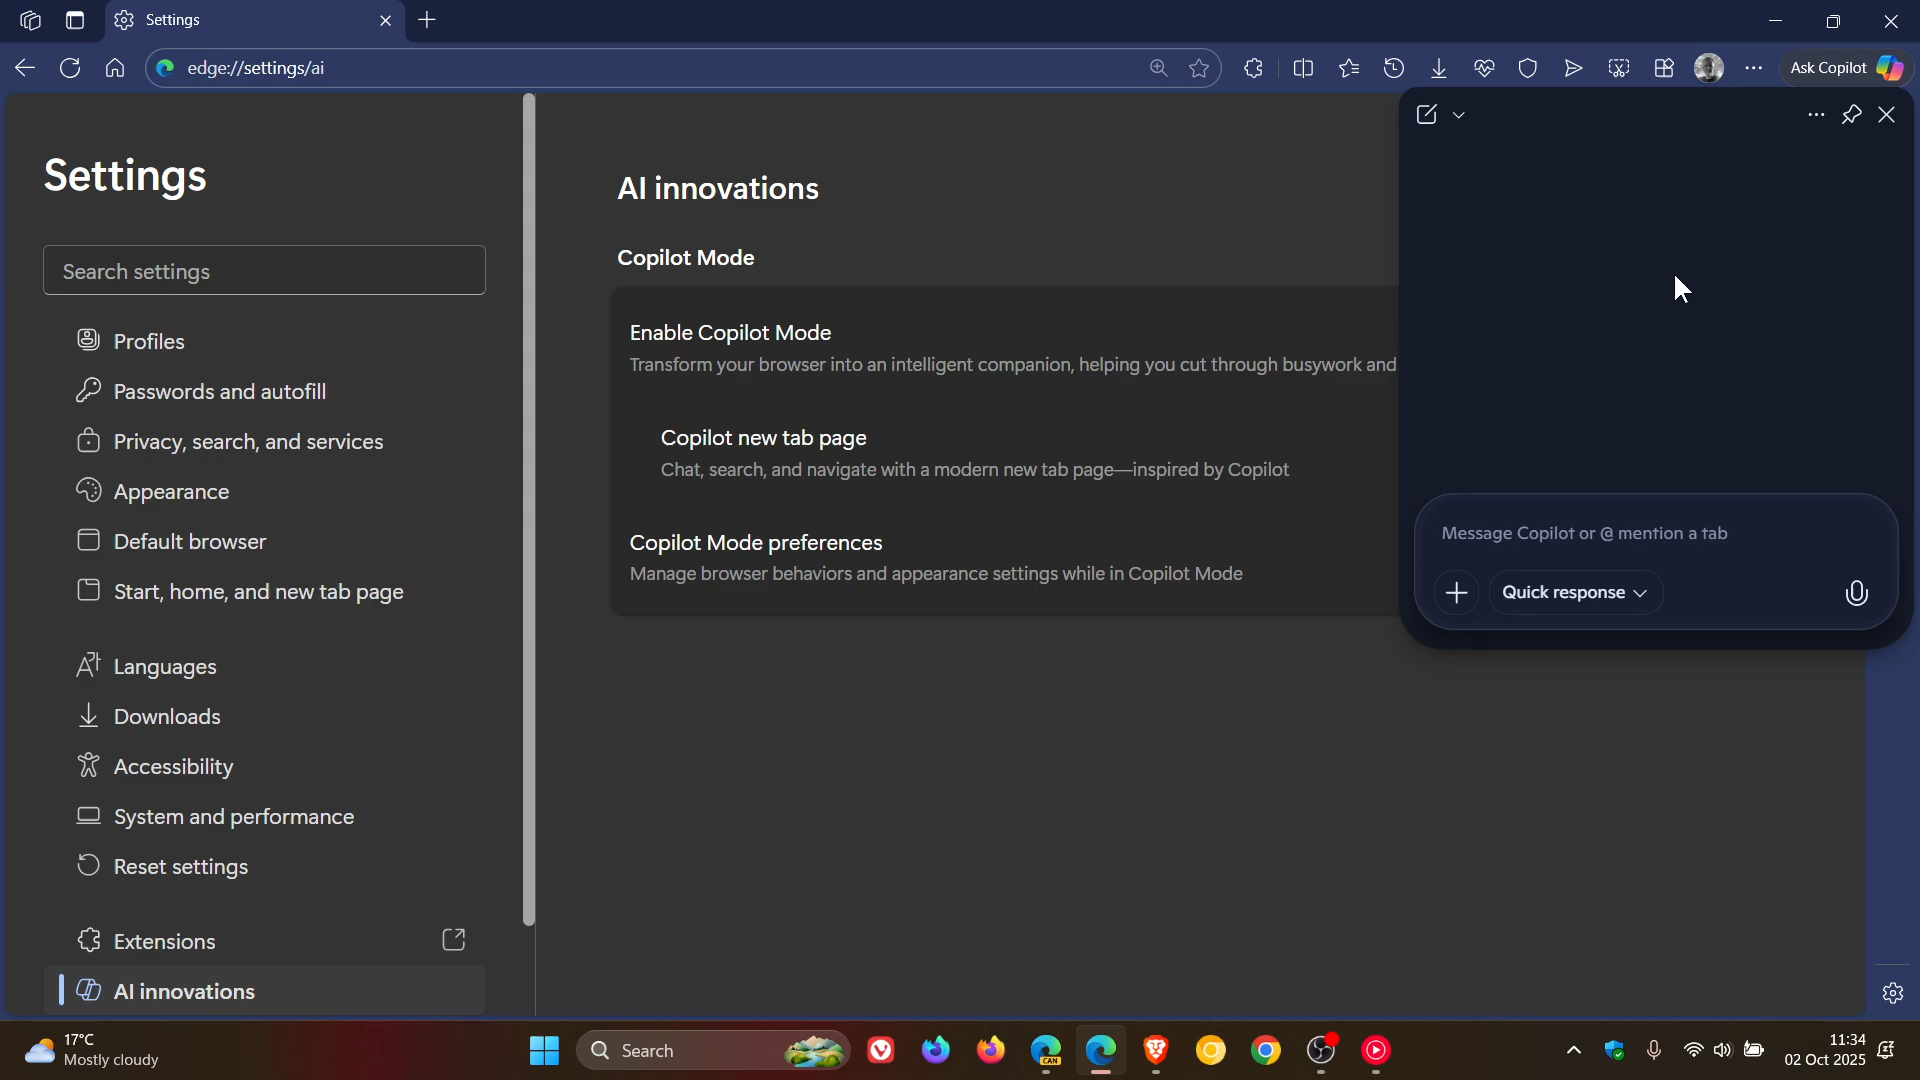 Settings
edge://settings/ai
Ask Copilot
Settings
Search settings
Profiles
Passwords and autofill
Privacy, search, and services
Appearance
Default browser
Start, home, and new tab page
Languages
Downloads
Accessibility
System and performance
Reset settings
Extensions
AI innovations
AI innovations
Copilot Mode
Enable Copilot Mode
Transform your browser into an intelligent companion, helping you cut through busywork and
Copilot new tab page
Chat, search, and navigate with a modern new tab page—inspired by Copilot
Copilot Mode preferences
Manage browser behaviors and appearance settings while in Copilot Mode
Message Copilot or @ mention a tab
Quick response
17°C
Mostly cloudy
Search
CAN
11:34
02 Oct 2025